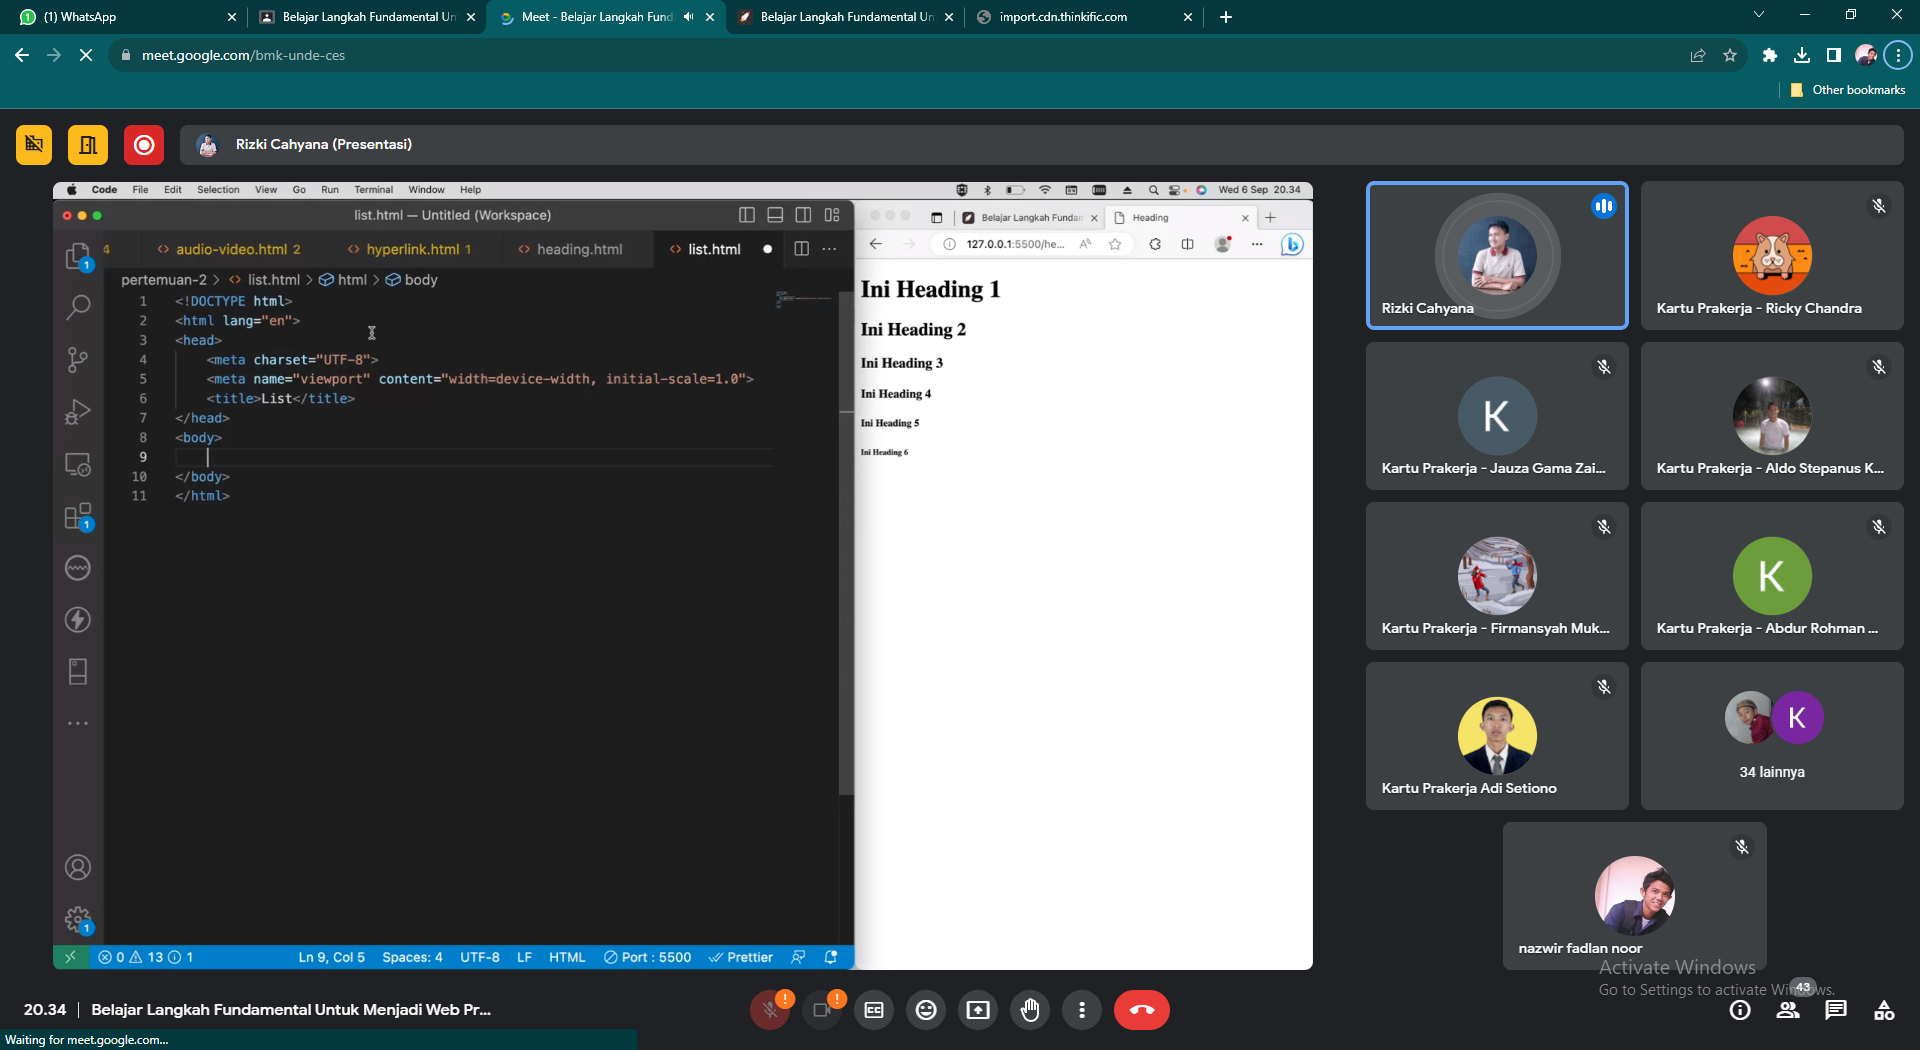 (1) WhatsApp
Belajar Langkah Fundamental Un
Meet - Belajar Langkah Fund
Belajar Langkah Fundamental Un
import.cdn.thinkific.com
meet.google.com/bmk-unde-ces
Other bookmarks
Rizki Cahyana (Presentasi)
Code File Edit Selection View Go Run Terminal Window Help
Wed 6 Sep 20.34
list.html — Untitled (Workspace)
4
audio-video.html 2
hyperlink.html 1
heading.html
list.html
pertemuan-2 > list.html > html > body
1 <!DOCTYPE html>
2 <html lang="en">
3 <head>
4 <meta charset="UTF-8">
5 <meta name="viewport" content="width=device-width, initial-scale=1.0">
6 <title>List</title>
7 </head>
8 <body>
9
10 </body>
11 </html>
1
1
1
0 13 1
Ln 9, Col 5 Spaces: 4 UTF-8 LF HTML Port : 5500 Prettier
Belajar Langkah Fundam
Heading
127.0.0.1:5500/he...
Ini Heading 1
Ini Heading 2
Ini Heading 3
Ini Heading 4
Ini Heading 5
Ini Heading 6
Rizki Cahyana
Kartu Prakerja - Ricky Chandra
K
Kartu Prakerja - Jauza Gama Zai...
Kartu Prakerja - Aldo Stepanus K...
Kartu Prakerja - Firmansyah Muk...
K
Kartu Prakerja - Abdur Rohman ...
Kartu Prakerja Adi Setiono
K
34 lainnya
nazwir fadlan noor
Activate Windows
Go to Settings to activate Windows.
43
20.34 | Belajar Langkah Fundamental Untuk Menjadi Web Pr...
Waiting for meet.google.com...